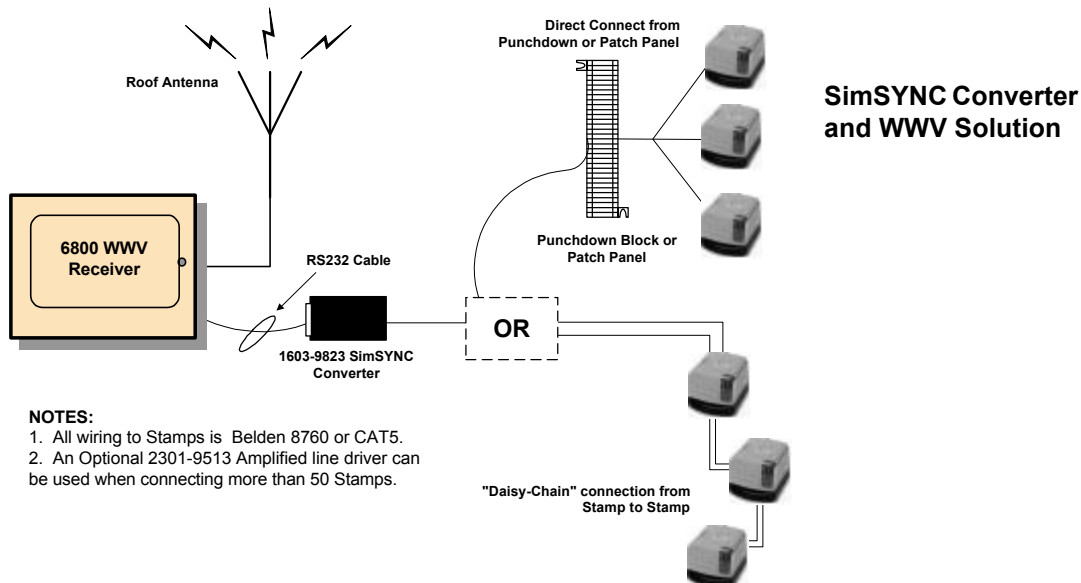 SimSYNC Converter
and WWV Solution
Roof Antenna
Direct Connect from
Punchdown or Patch Panel
6800 WWV
Receiver
RS232 Cable
Punchdown Block or
Patch Panel
OR
1603-9823 SimSYNC
Converter
NOTES:
1. All wiring to Stamps is Belden 8760 or CAT5.
2. An Optional 2301-9513 Amplified line driver can
be used when connecting more than 50 Stamps.
"Daisy-Chain" connection from
Stamp to Stamp